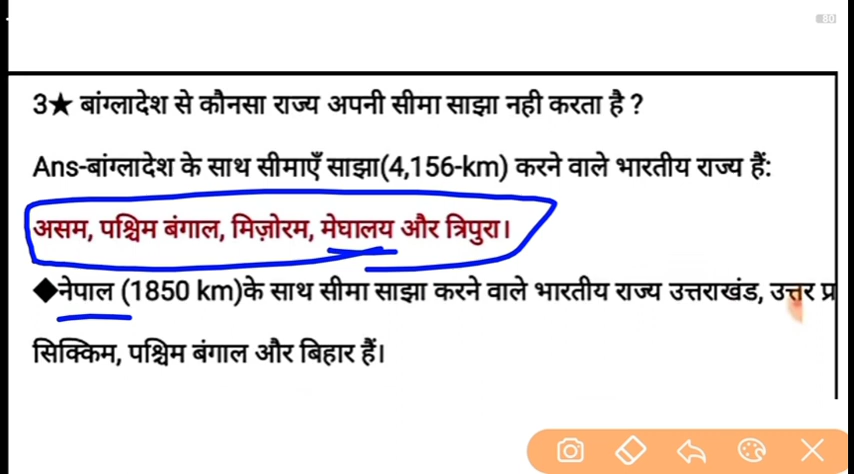 80
3★ बांग्लादेश से कौनसा राज्य अपनी सीमा साझा नही करता है ?
Ans-बांग्लादेश के साथ सीमाएँ साझा(4,156-km) करने वाले भारतीय राज्य हैं:
असम, पश्चिम बंगाल, मिज़ोरम, मेघालय और त्रिपुरा।
◆नेपाल (1850 km)के साथ सीमा साझा करने वाले भारतीय राज्य उत्तराखंड, उत्तर प्र
सिक्किम, पश्चिम बंगाल और बिहार हैं।